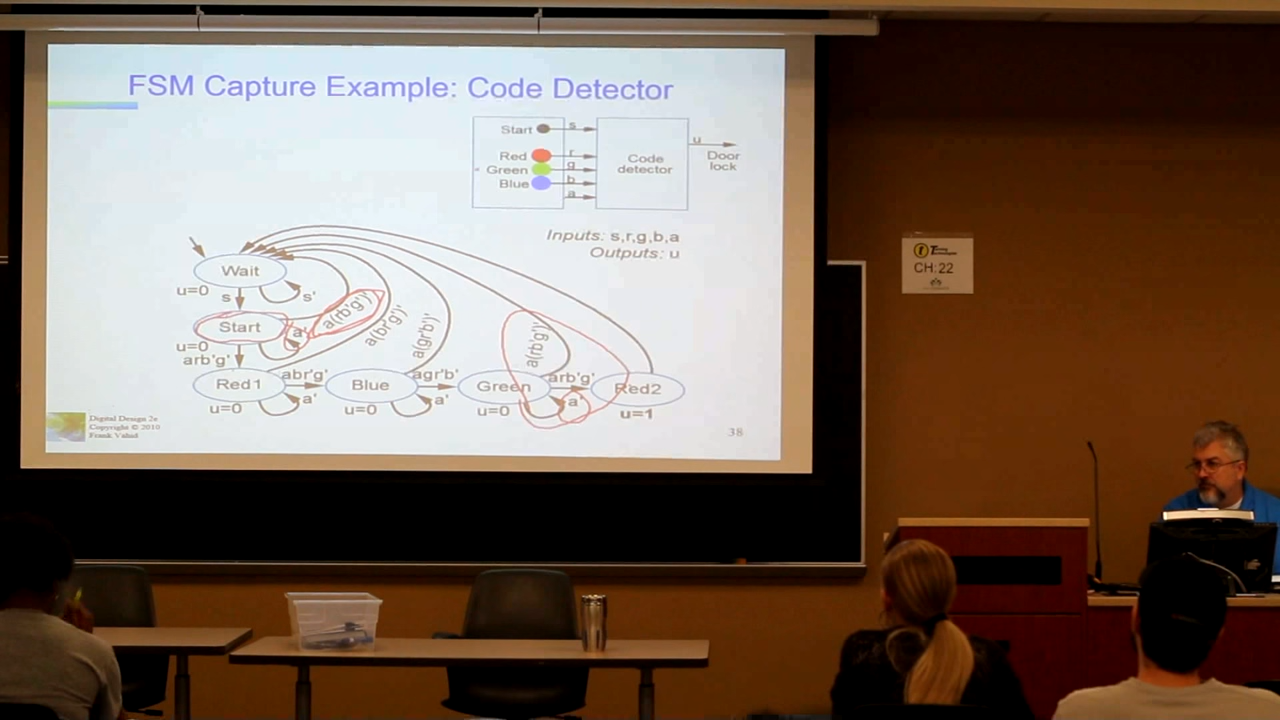 FSM Capture Example: Code Detector
Start
s
Red
r
Green
g
Blue
b
a
Code
detector
u
Door
lock
Inputs: s,r,g,b,a
Outputs: u
Wait
u=0
s
s'
Start
u=0
a'
a(rb'g')'
a(br'g')'
a(gr'b')'
a(rb'g')'
arb'g'
Red1
abr'g'
Blue
agr'b'
Green
arb'g'
Red2
u=0
a'
u=0
a'
u=0
a'
u=1
Digital Design 2e
Copyright © 2010
Frank Vahid
38
CH:22